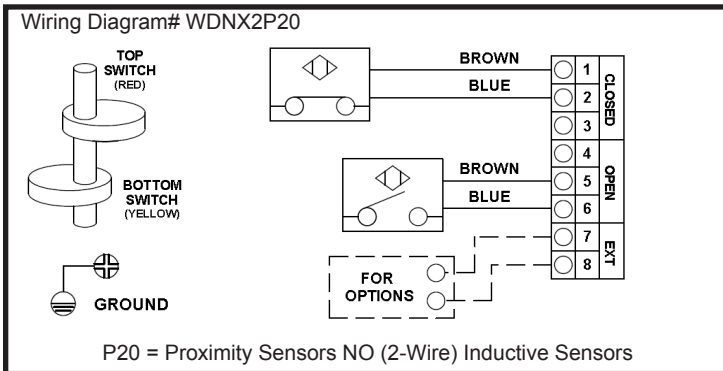 Wiring Diagram# WDNX2P20
TOP
SWITCH
(RED)
BOTTOM
SWITCH
(YELLOW)
GROUND
BROWN
BLUE
BROWN
BLUE
FOR
OPTIONS
1
2
3
4
5
6
7
8
CLOSED
OPEN
EXT
P20 = Proximity Sensors NO (2-Wire) Inductive Sensors